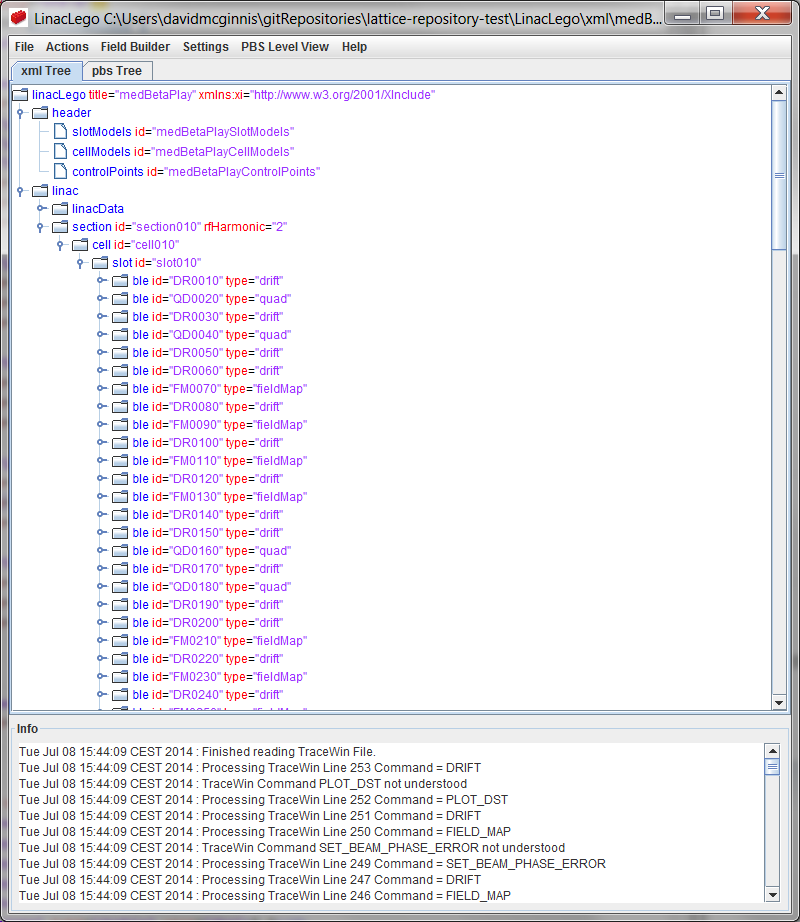 LinacLego C:\Users\davidmcginnis\gitRepositories\lattice-repository-test\LinacLego\xml\medB...
File Actions Field Builder Settings PBS Level View Help
xml Tree pbs Tree
linacLego title="medBetaPlay" xmlns:xi="http://www.w3.org/2001/XInclude"
header
slotModels id="medBetaPlaySlotModels"
cellModels id="medBetaPlayCellModels"
controlPoints id="medBetaPlayControlPoints"
linac
linacData
section id="section010" rfHarmonic="2"
cell id="cell010"
slot id="slot010"
ble id="DR0010" type="drift"
ble id="QD0020" type="quad"
ble id="DR0030" type="drift"
ble id="QD0040" type="quad"
ble id="DR0050" type="drift"
ble id="DR0060" type="drift"
ble id="FM0070" type="fieldMap"
ble id="DR0080" type="drift"
ble id="FM0090" type="fieldMap"
ble id="DR0100" type="drift"
ble id="FM0110" type="fieldMap"
ble id="DR0120" type="drift"
ble id="FM0130" type="fieldMap"
ble id="DR0140" type="drift"
ble id="DR0150" type="drift"
ble id="QD0160" type="quad"
ble id="DR0170" type="drift"
ble id="QD0180" type="quad"
ble id="DR0190" type="drift"
ble id="DR0200" type="drift"
ble id="FM0210" type="fieldMap"
ble id="DR0220" type="drift"
ble id="FM0230" type="fieldMap"
ble id="DR0240" type="drift"
Info
Tue Jul 08 15:44:09 CEST 2014 : Finished reading TraceWin File.
Tue Jul 08 15:44:09 CEST 2014 : Processing TraceWin Line 253 Command = DRIFT
Tue Jul 08 15:44:09 CEST 2014 : TraceWin Command PLOT_DST not understood
Tue Jul 08 15:44:09 CEST 2014 : Processing TraceWin Line 252 Command = PLOT_DST
Tue Jul 08 15:44:09 CEST 2014 : Processing TraceWin Line 251 Command = DRIFT
Tue Jul 08 15:44:09 CEST 2014 : Processing TraceWin Line 250 Command = FIELD_MAP
Tue Jul 08 15:44:09 CEST 2014 : TraceWin Command SET_BEAM_PHASE_ERROR not understood
Tue Jul 08 15:44:09 CEST 2014 : Processing TraceWin Line 249 Command = SET_BEAM_PHASE_ERROR
Tue Jul 08 15:44:09 CEST 2014 : Processing TraceWin Line 247 Command = DRIFT
Tue Jul 08 15:44:09 CEST 2014 : Processing TraceWin Line 246 Command = FIELD_MAP